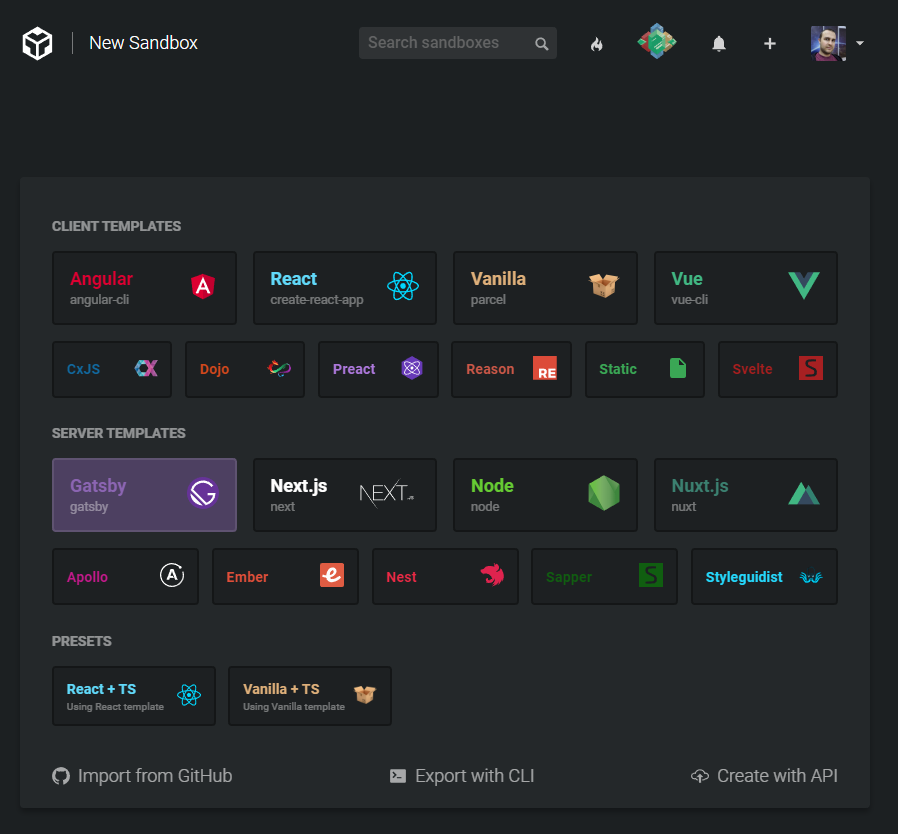 New Sandbox
Search sandboxes
CLIENT TEMPLATES
Angular
angular-cli
React
create-react-app
Vanilla
parcel
Vue
vue-cli
CxJS
CX
Dojo
Preact
Reason
RE
Static
Svelte
S
SERVER TEMPLATES
Gatsby
gatsby
Next.js
next
NEXT.js
Node
node
Nuxt.js
nuxt
Apollo
A
Ember
e
Nest
Sapper
S
Styleguidist
PRESETS
React + TS
Using React template
Vanilla + TS
Using Vanilla template
Import from GitHub
Export with CLI
Create with API